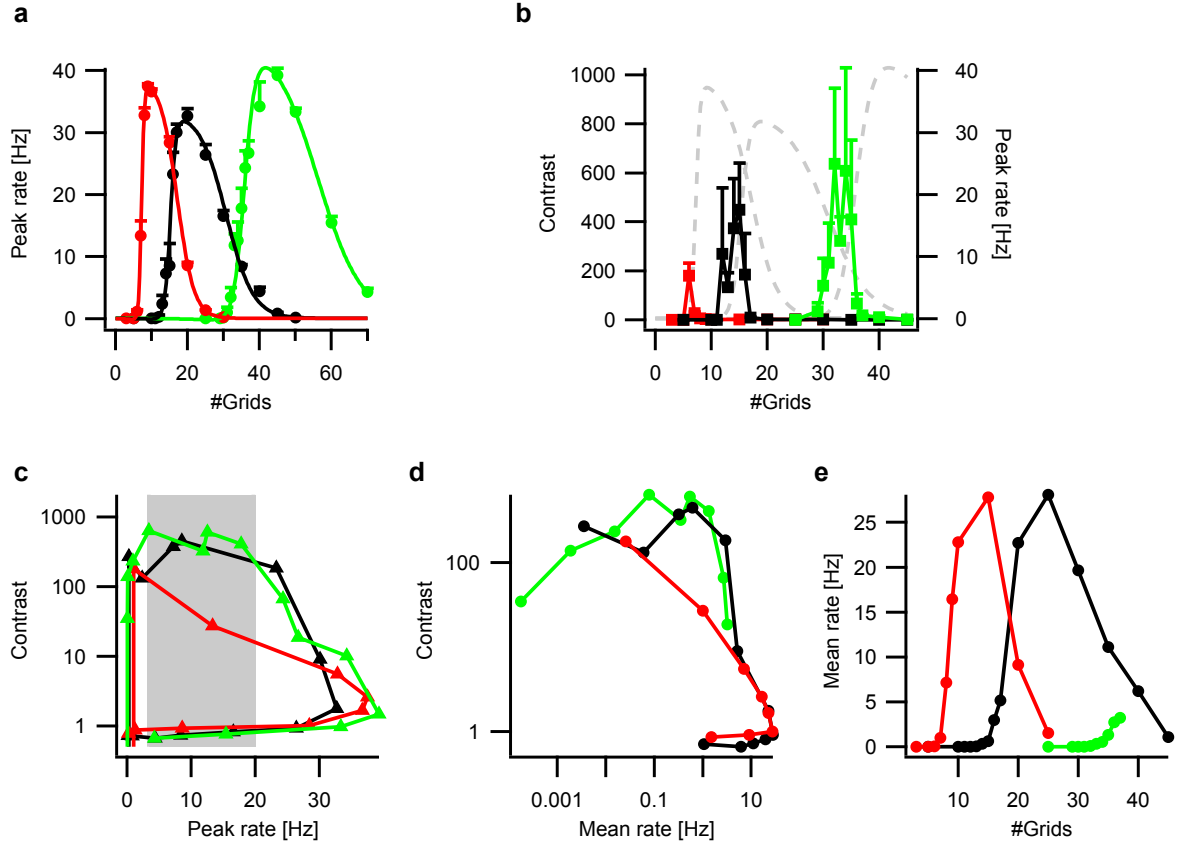 a
40
30
20
10
0
Peak rate [Hz]
0 20 40 60
#Grids
b
1000
800
600
400
200
0
Contrast
40
30
20
10
0
Peak rate [Hz]
0 10 20 30 40
#Grids
c
1000
100
10
1
Contrast
0 10 20 30
Peak rate [Hz]
d
100
1
Contrast
0.001 0.1 10
Mean rate [Hz]
e
25
20
15
10
5
0
Mean rate [Hz]
10 20 30 40
#Grids